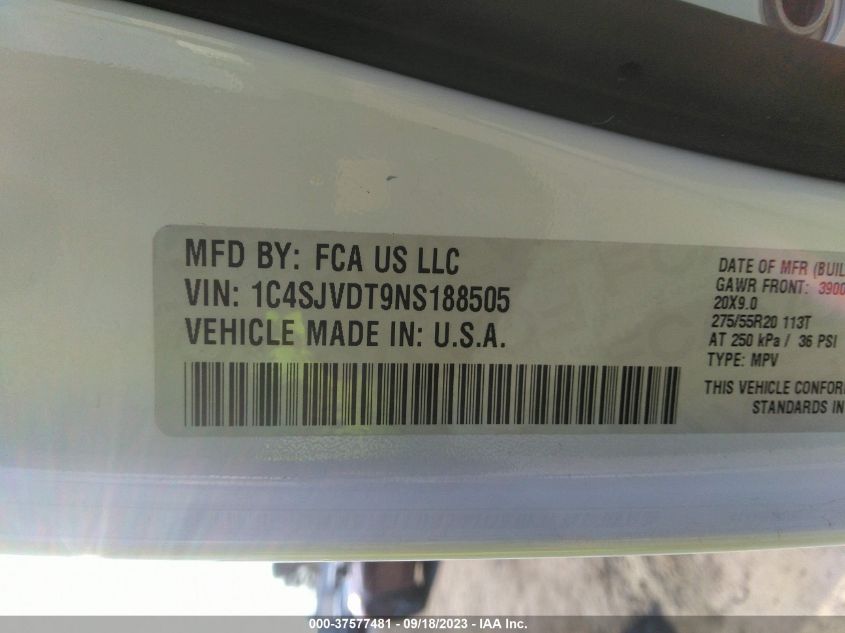 MFD BY: FCA US LLC
VIN: 1C4SJVDT9NS188505
VEHICLE MADE IN: U.S.A.
DATE OF MFR (BUIL
GAWR FRONT: 3900
20X9.0
275/55R20 113T
AT 250 kPa / 36 PSI
TYPE: MPV
THIS VEHICLE CONFOR
STANDARDS IN
000-37577481 - 09/18/2023 - IAA Inc.